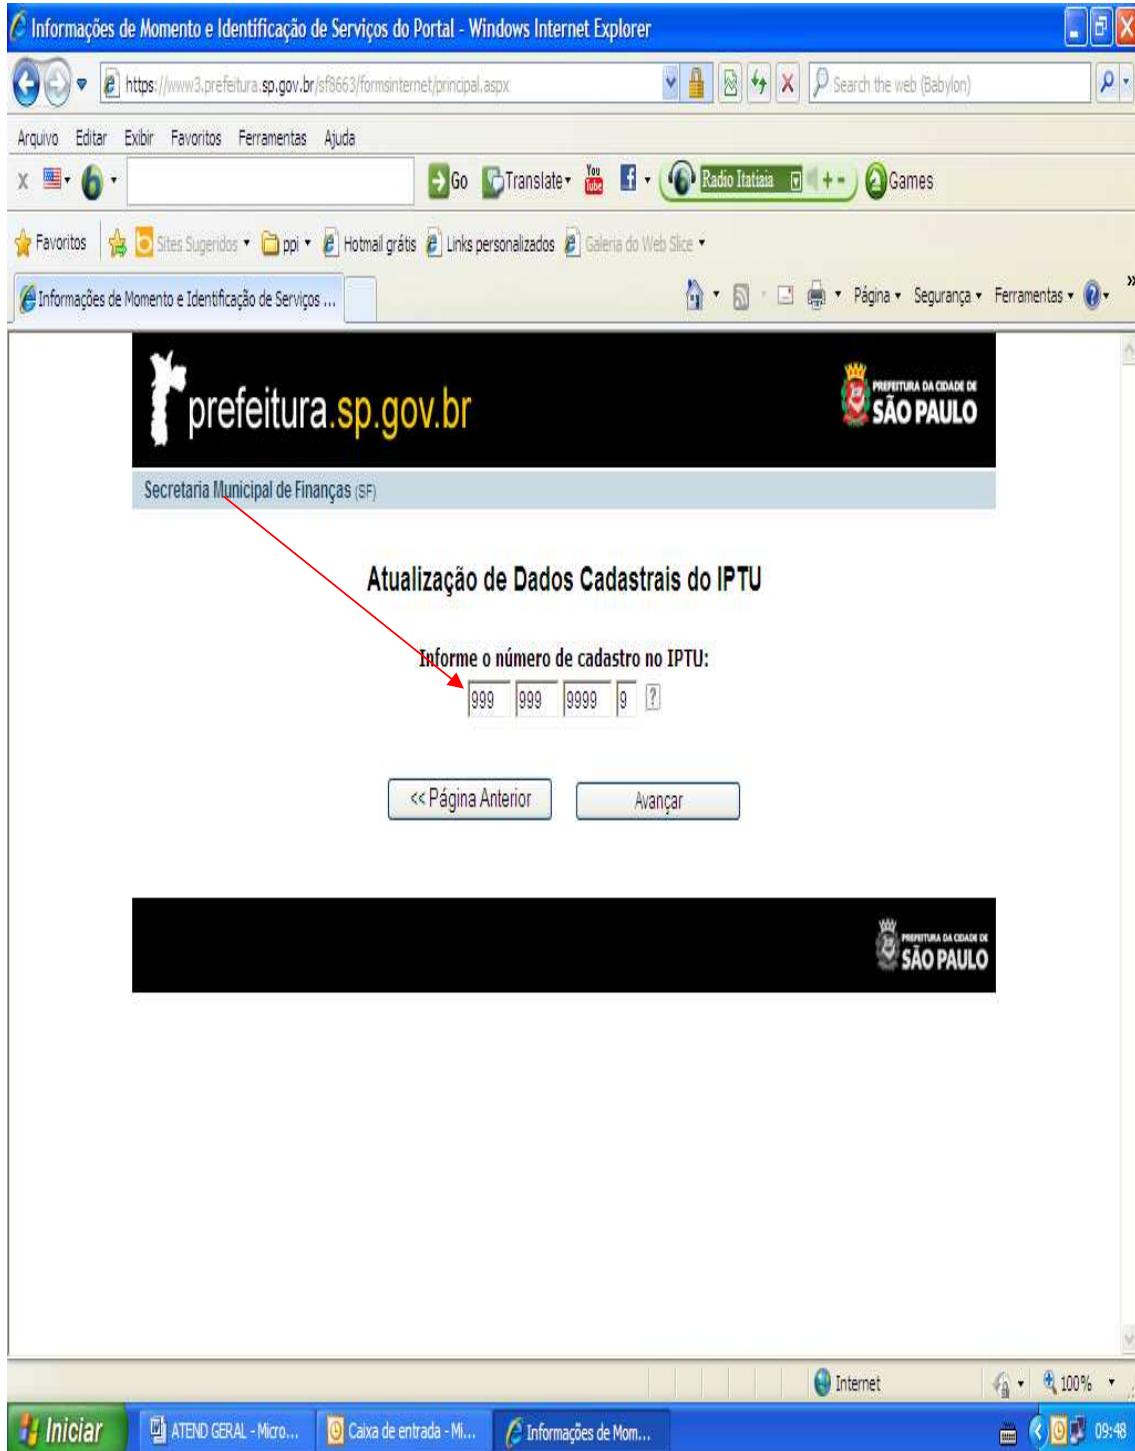 Informações de Momento e Identificação de Serviços do Portal - Windows Internet Explorer
https://www3.prefeitura.sp.gov.br/sf8663/formsinternet/principal.aspx
Search the web (Babylon)
Arquivo Editar Exibir Favoritos Ferramentas Ajuda
X Go Translate You Tube f Radio Itatiaia + - Games
Favoritos Sites Sugeridos ppi Hotmail grátis Links personalizados Galeria do Web Slice
Informações de Momento e Identificação de Serviços ... Página Segurança Ferramentas »
prefeitura.sp.gov.br
PREFEITURA DA CIDADE DE
SÃO PAULO
Secretaria Municipal de Finanças (SF)
Atualização de Dados Cadastrais do IPTU
Informe o número de cadastro no IPTU:
999 999 9999 9 ?
<< Página Anterior Avançar
PREFEITURA DA CIDADE DE
SÃO PAULO
Internet 100%
Iniciar ATEND GERAL - Micro... Caixa de entrada - Mi... Informações de Mom... 09:48